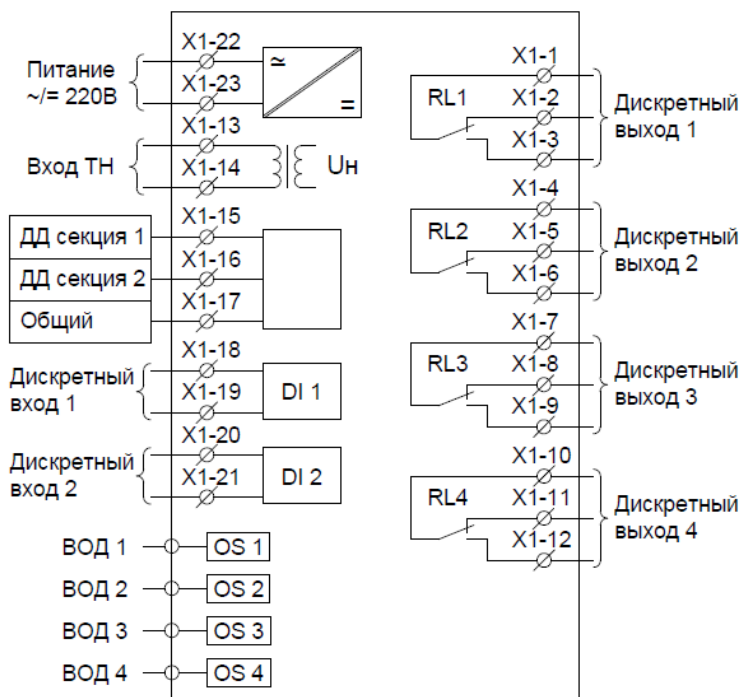 Питание
~/= 220В
X1-22
X1-23
≃
=
Вход ТН
X1-13
X1-14
Uн
ДД секция 1
ДД секция 2
Общий
X1-15
X1-16
X1-17
Дискретный
вход 1
X1-18
X1-19
DI 1
Дискретный
вход 2
X1-20
X1-21
DI 2
ВОД 1
OS 1
ВОД 2
OS 2
ВОД 3
OS 3
ВОД 4
OS 4
RL1
X1-1
X1-2
X1-3
Дискретный
выход 1
RL2
X1-4
X1-5
X1-6
Дискретный
выход 2
RL3
X1-7
X1-8
X1-9
Дискретный
выход 3
RL4
X1-10
X1-11
X1-12
Дискретный
выход 4